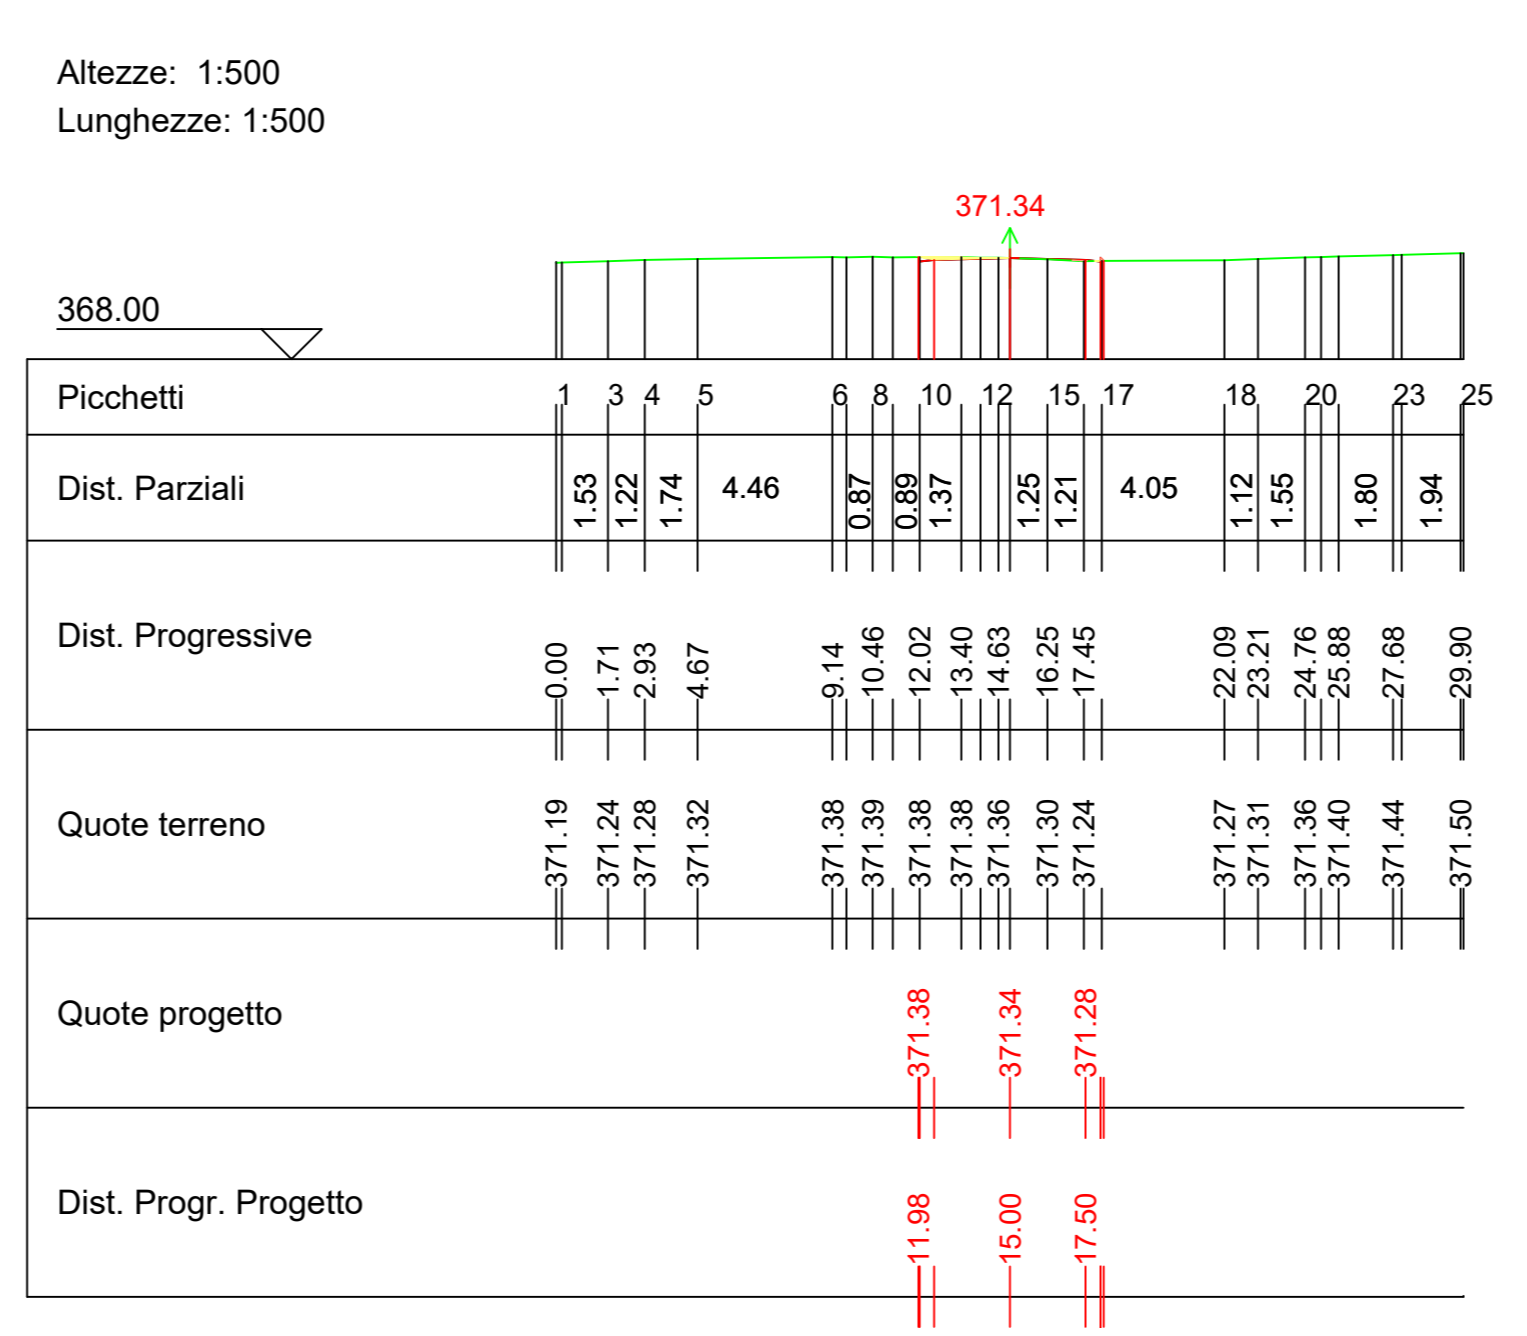 Altezze: 1:500
Lunghezze: 1:500
371.34
368.00
Picchetti 1 3 4 5 6 8 10 12 15 17 18 20 23 25
Dist. Parziali 1.53 1.22 1.74 4.46 0.87 0.89 1.37 1.25 1.21 4.05 1.12 1.55 1.80 1.94
Dist. Progressive 0.00 1.71 2.93 4.67 9.14 10.46 12.02 13.40 14.63 16.25 17.45 22.09 23.21 24.76 25.88 27.68 29.90
Quote terreno 371.19 371.24 371.28 371.32 371.38 371.39 371.38 371.38 371.36 371.30 371.24 371.27 371.31 371.36 371.40 371.44 371.50
Quote progetto 371.38 371.34 371.28
Dist. Progr. Progetto 11.98 15.00 17.50